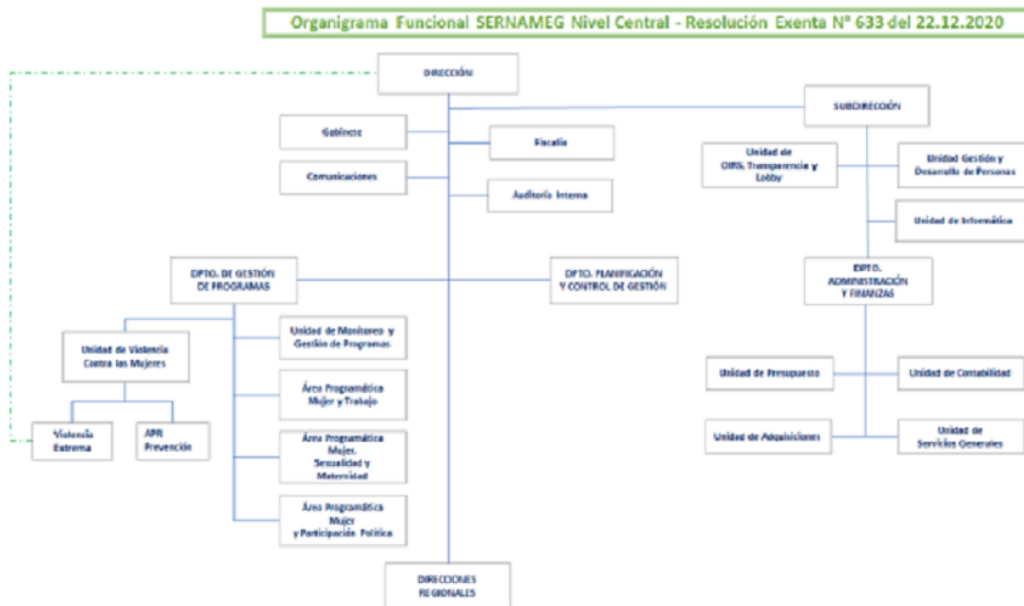 Organigrama Funcional SERNAMEG Nivel Central - Resolución Exenta N° 633 del 22.12.2020
DIRECCIÓN
SUBDIRECCIÓN
Gabinete
Fiscalía
Unidad de
OIRS, Transparencia y
Lobby
Unidad Gestión y
Desarrollo de Personas
Comunicaciones
Auditoría Interna
Unidad de Informática
DPTO. DE GESTIÓN
DE PROGRAMAS
DPTO. PLANIFICACIÓN
Y CONTROL DE GESTIÓN
DPTO.
ADMINISTRACIÓN
Y FINANZAS
Unidad de Violencia
Contra las Mujeres
Unidad de Monitoreo y
Gestión de Programas
Área Programática
Mujer y Trabajo
Unidad de Presupuesto
Unidad de Contabilidad
Violencia
Extrema
APR
Prevención
Área Programática
Mujer,
Sexualidad y
Maternidad
Unidad de Adquisiciones
Unidad de
Servicios Generales
Área Programática
Mujer
y Participación Política
DIRECCIONES
REGIONALES